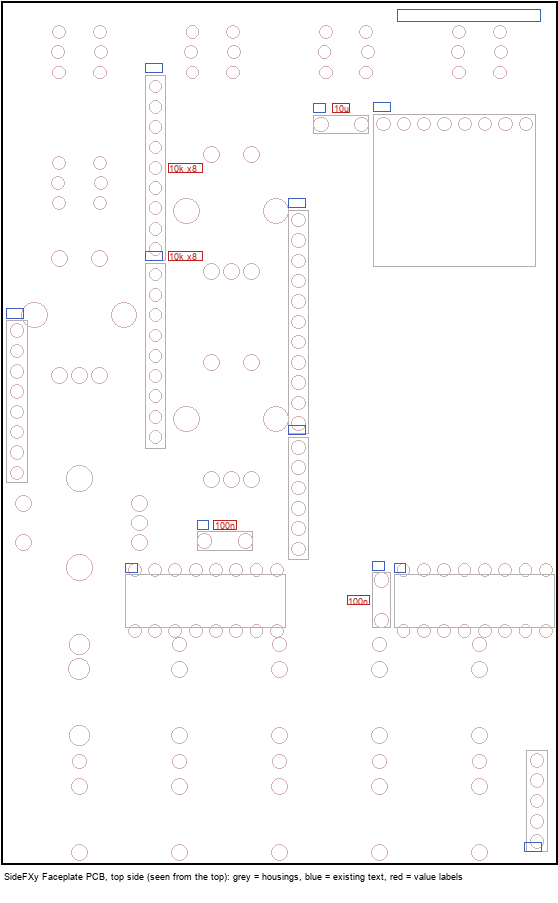 10u
10k x8
10k x8
100n
100n
SideFXy Faceplate PCB, top side (seen from the top): grey = housings, blue = existing text, red = value labels